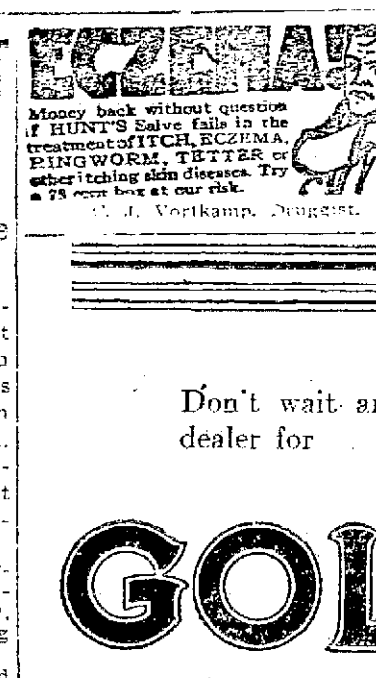 ECZEMA!
Money back without question
if HUNT'S Salve fails in the
treatment of ITCH, ECZEMA,
RINGWORM, TETTER or
other itching skin diseases. Try
a 75 cent box at our risk.
C. J. Vortkamp, Druggist.
Don't wait
dealer for
GOL